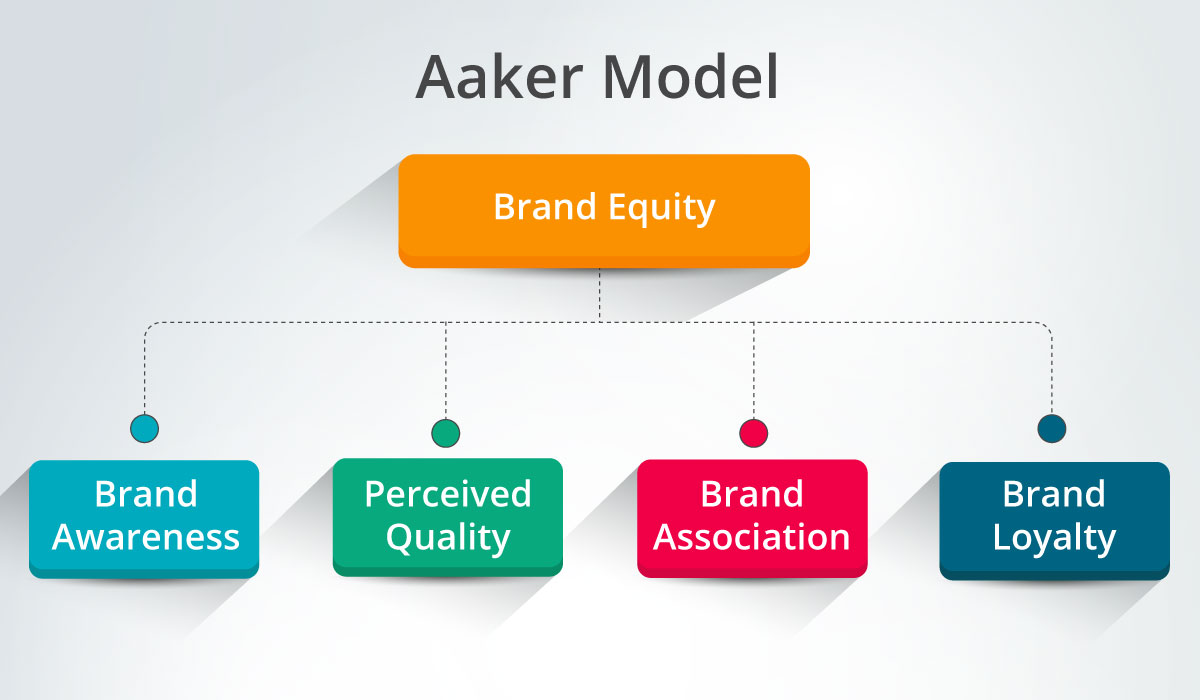 Aaker Model
Brand Equity
Brand
Awareness
Perceived
Quality
Brand
Association
Brand
Loyalty